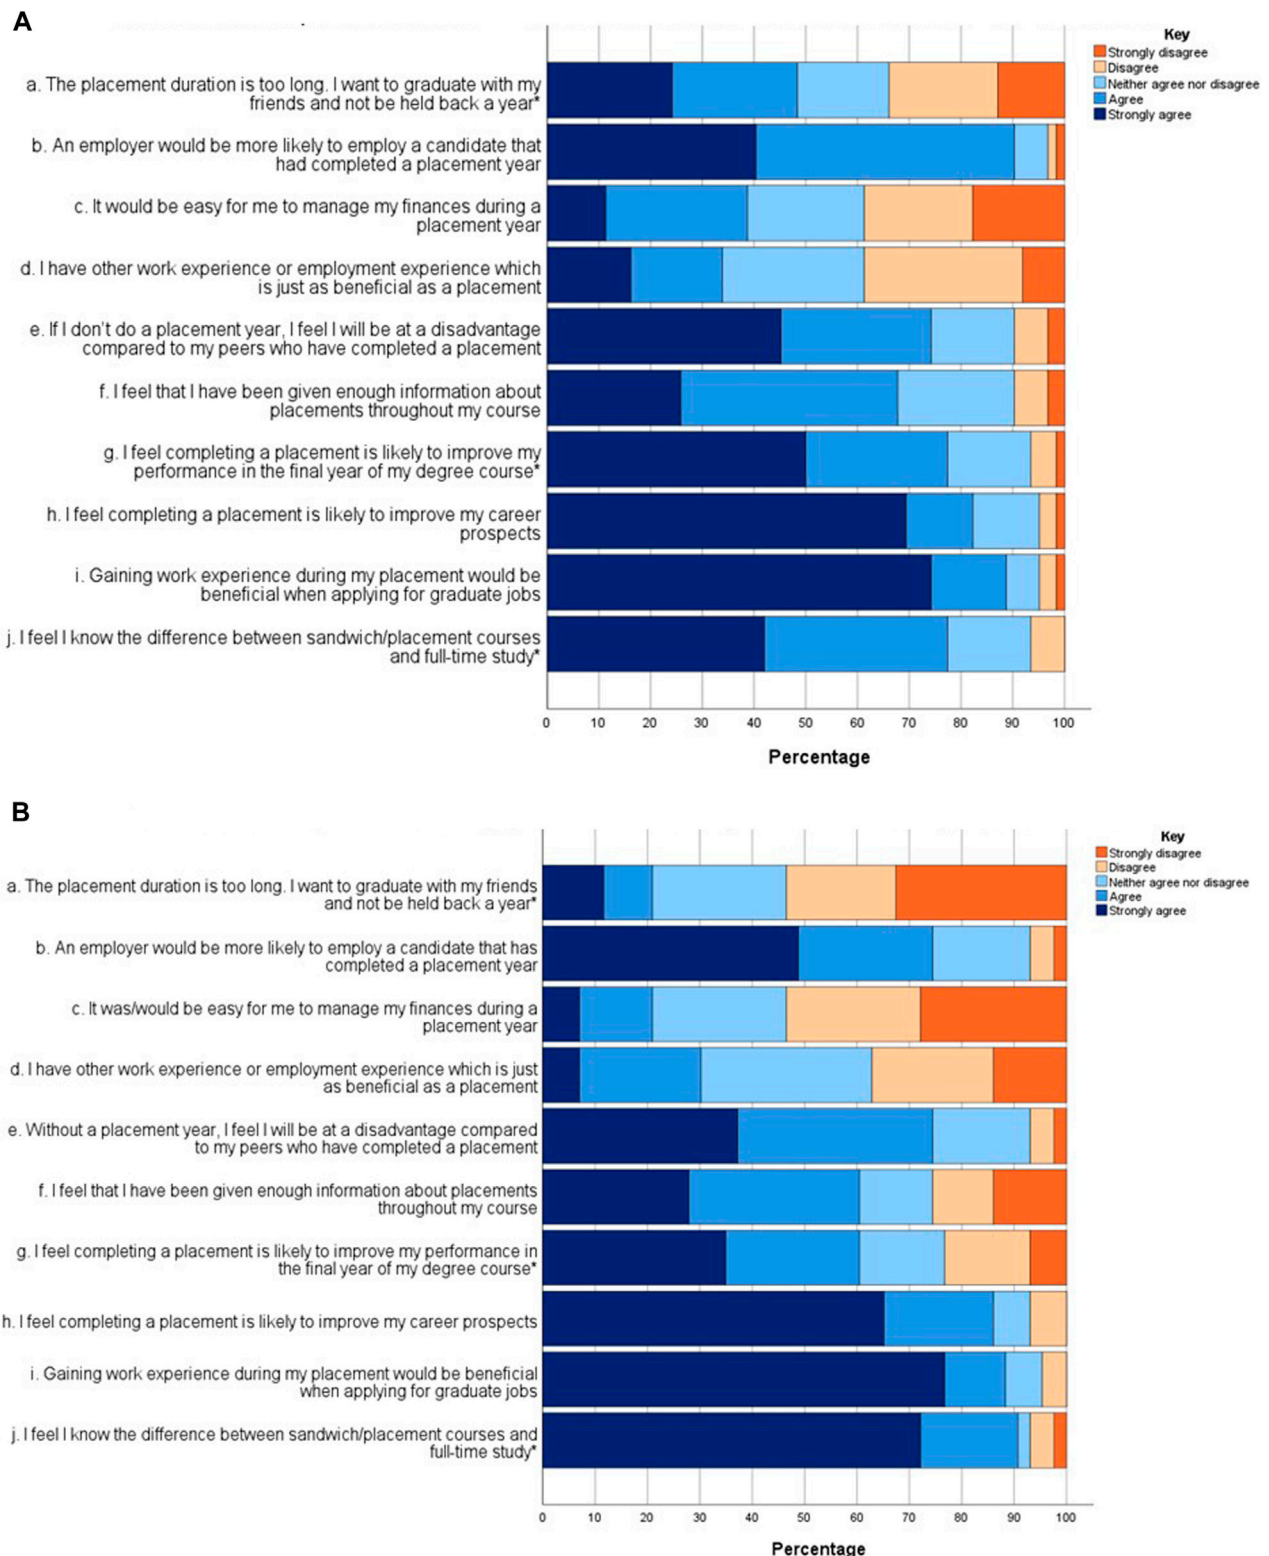 A
Key
Strongly disagree
Disagree
Neither agree nor disagree
Agree
Strongly agree
a. The placement duration is too long. I want to graduate with my
friends and not be held back a year*
b. An employer would be more likely to employ a candidate that
had completed a placement year
c. It would be easy for me to manage my finances during a
placement year
d. I have other work experience or employment experience which
is just as beneficial as a placement
e. If I don't do a placement year, I feel I will be at a disadvantage
compared to my peers who have completed a placement
f. I feel that I have been given enough information about
placements throughout my course
g. I feel completing a placement is likely to improve my
performance in the final year of my degree course*
h. I feel completing a placement is likely to improve my career
prospects
i. Gaining work experience during my placement would be
beneficial when applying for graduate jobs
j. I feel I know the difference between sandwich/placement courses
and full-time study*
0 10 20 30 40 50 60 70 80 90 100
Percentage
B
Key
Strongly disagree
Disagree
Neither agree nor disagree
Agree
Strongly agree
a. The placement duration is too long. I want to graduate with my friends
and not be held back a year*
b. An employer would be more likely to employ a candidate that has
completed a placement year
c. It was/would be easy for me to manage my finances during a
placement year
d. I have other work experience or employment experience which is just
as beneficial as a placement
e. Without a placement year, I feel I will be at a disadvantage compared
to my peers who have completed a placement
f. I feel that I have been given enough information about placements
throughout my course
g. I feel completing a placement is likely to improve my performance in
the final year of my degree course*
h. I feel completing a placement is likely to improve my career prospects
i. Gaining work experience during my placement would be beneficial
when applying for graduate jobs
j. I feel I know the difference between sandwich/placement courses and
full-time study*
0 10 20 30 40 50 60 70 80 90 100
Percentage